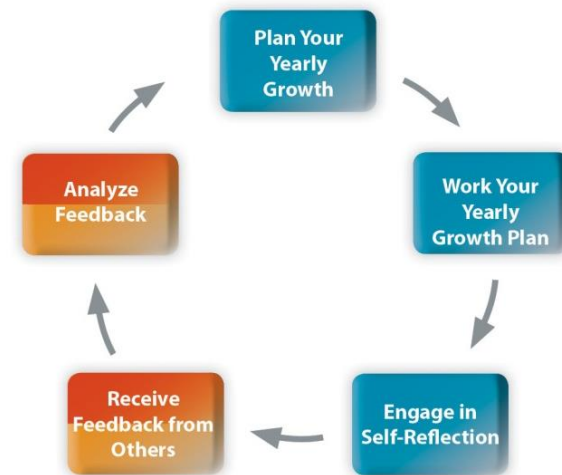 Plan Your
Yearly
Growth
Work Your
Yearly
Growth Plan
Engage in
Self-Reflection
Receive
Feedback from
Others
Analyze
Feedback